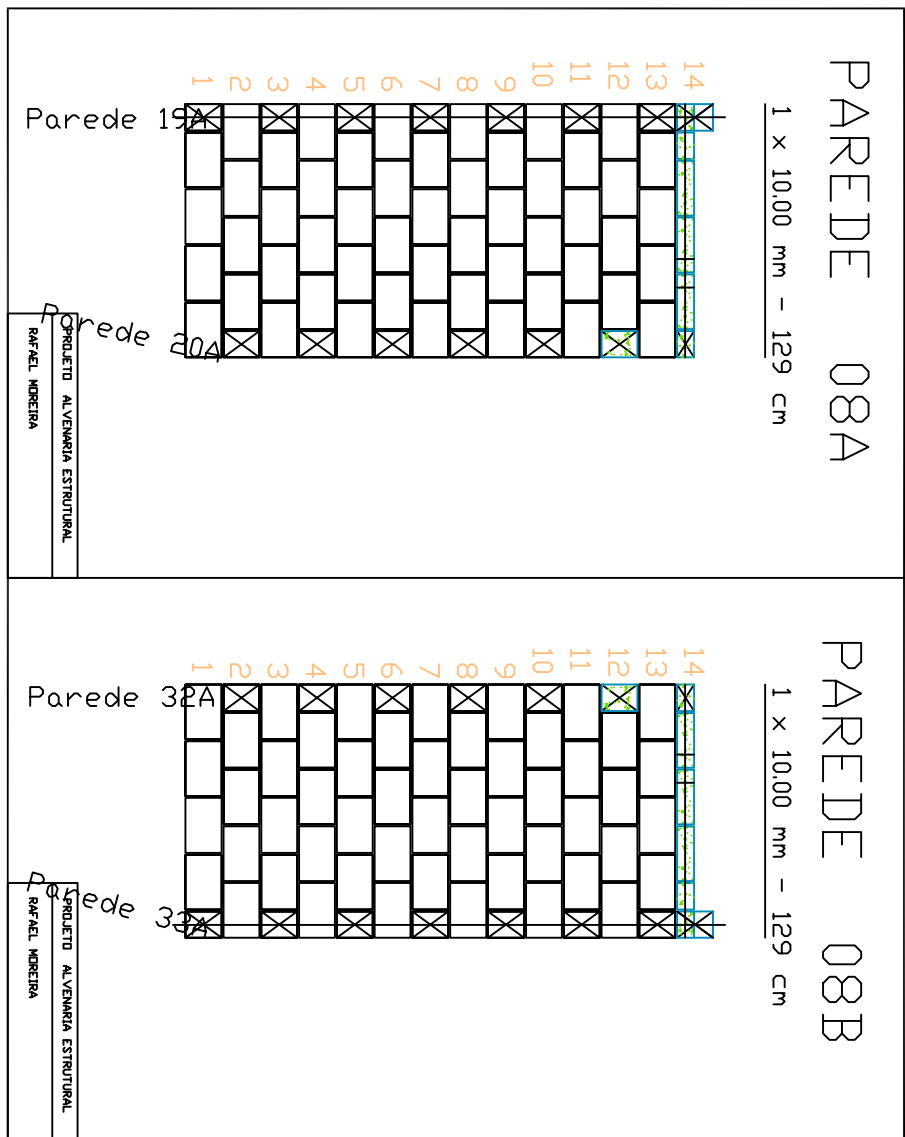 PAREDE 08A
1 x 10.00 mm - 129 cm
14
13
12
11
10
9
8
7
6
5
4
3
2
1
Parede 19A
Parede 20A
PROJETO ALVENARIA ESTRUTURAL
RAFAEL MOREIRA
PAREDE 08B
1 x 10.00 mm - 129 cm
14
13
12
11
10
9
8
7
6
5
4
3
2
1
Parede 32A
Parede 33A
PROJETO ALVENARIA ESTRUTURAL
RAFAEL MOREIRA